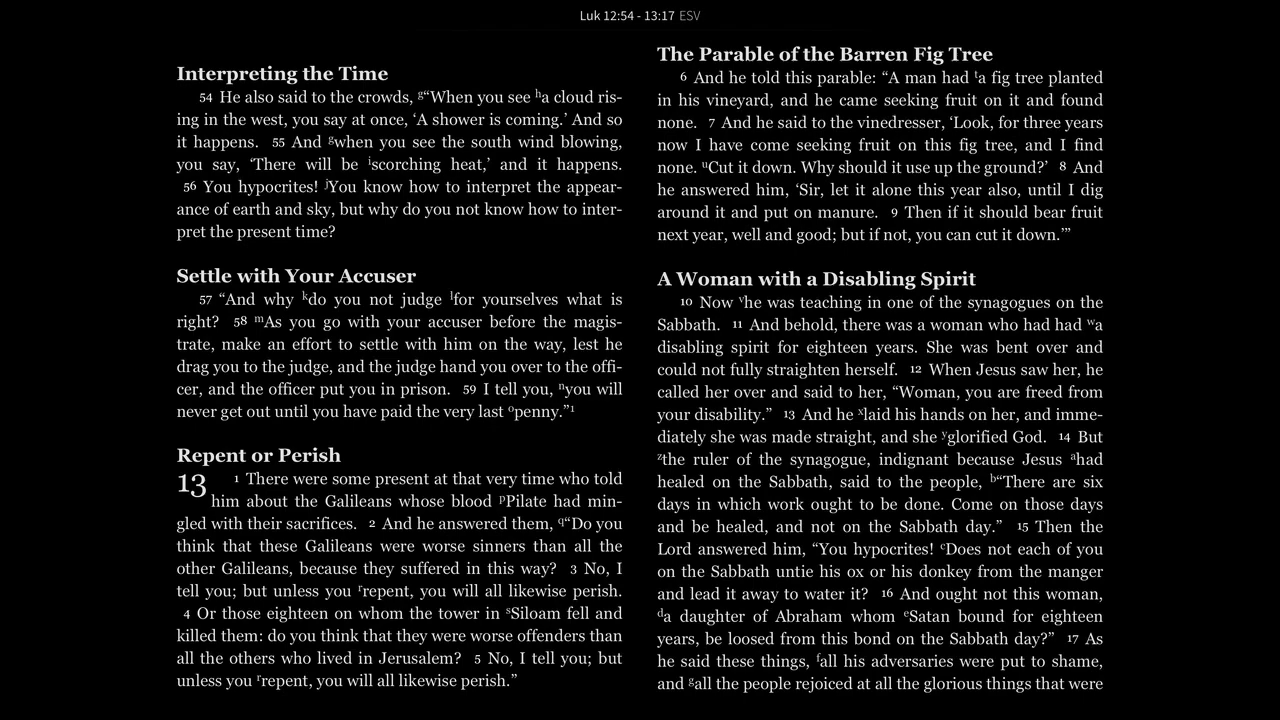 Luk 12:54 - 13:17 ESV
Interpreting the Time
54 He also said to the crowds, g“When you see ha cloud ris-
ing in the west, you say at once, ‘A shower is coming.’ And so
it happens. 55 And gwhen you see the south wind blowing,
you say, ‘There will be iscorching heat,’ and it happens.
56 You hypocrites! jYou know how to interpret the appear-
ance of earth and sky, but why do you not know how to inter-
pret the present time?
Settle with Your Accuser
57 “And why kdo you not judge lfor yourselves what is
right? 58 mAs you go with your accuser before the magis-
trate, make an effort to settle with him on the way, lest he
drag you to the judge, and the judge hand you over to the offi-
cer, and the officer put you in prison. 59 I tell you, nyou will
never get out until you have paid the very last openny.”1
Repent or Perish
13 1 There were some present at that very time who told
him about the Galileans whose blood pPilate had min-
gled with their sacrifices. 2 And he answered them, q“Do you
think that these Galileans were worse sinners than all the
other Galileans, because they suffered in this way? 3 No, I
tell you; but unless you rrepent, you will all likewise perish.
4 Or those eighteen on whom the tower in sSiloam fell and
killed them: do you think that they were worse offenders than
all the others who lived in Jerusalem? 5 No, I tell you; but
unless you rrepent, you will all likewise perish.”
The Parable of the Barren Fig Tree
6 And he told this parable: “A man had ta fig tree planted
in his vineyard, and he came seeking fruit on it and found
none. 7 And he said to the vinedresser, ‘Look, for three years
now I have come seeking fruit on this fig tree, and I find
none. uCut it down. Why should it use up the ground?’ 8 And
he answered him, ‘Sir, let it alone this year also, until I dig
around it and put on manure. 9 Then if it should bear fruit
next year, well and good; but if not, you can cut it down.’”
A Woman with a Disabling Spirit
10 Now vhe was teaching in one of the synagogues on the
Sabbath. 11 And behold, there was a woman who had had wa
disabling spirit for eighteen years. She was bent over and
could not fully straighten herself. 12 When Jesus saw her, he
called her over and said to her, “Woman, you are freed from
your disability.” 13 And he xlaid his hands on her, and imme-
diately she was made straight, and she yglorified God. 14 But
zthe ruler of the synagogue, indignant because Jesus ahad
healed on the Sabbath, said to the people, b“There are six
days in which work ought to be done. Come on those days
and be healed, and not on the Sabbath day.” 15 Then the
Lord answered him, “You hypocrites! cDoes not each of you
on the Sabbath untie his ox or his donkey from the manger
and lead it away to water it? 16 And ought not this woman,
da daughter of Abraham whom eSatan bound for eighteen
years, be loosed from this bond on the Sabbath day?” 17 As
he said these things, fall his adversaries were put to shame,
and gall the people rejoiced at all the glorious things that were